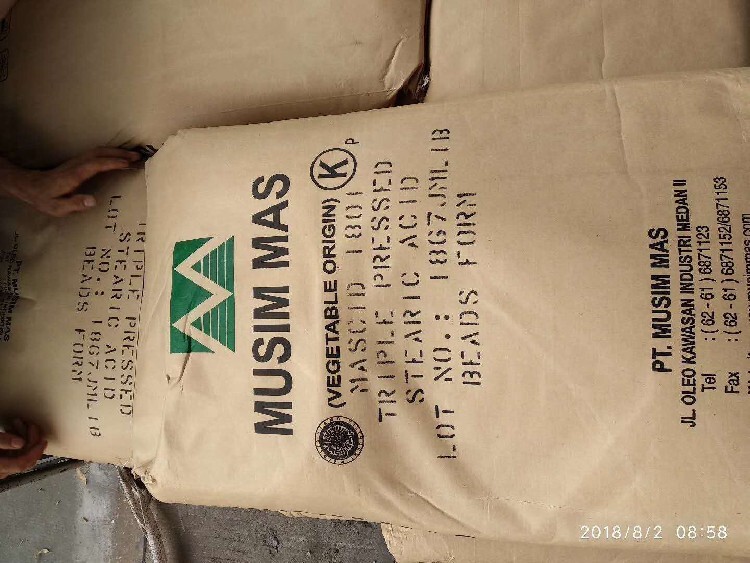 MUSIM MAS
(VEGETABLE ORIGIN)
K P
MASCID 1801
TRIPLE PRESSED
STEARIC ACID
LOT NO.: 1867JMLIB
BEADS FORM
PT. MUSIM MAS
JL. OLEO KAWASAN INDUSTRI MEDAN II
Tel : (62 - 61) 6871123
Fax : (62 - 61) 6871152/6871153
TRIPLE PRESSED
STEARIC ACID
LOT NO.: 1867JMLIB
BEADS FORM
2018/8/2 08:58